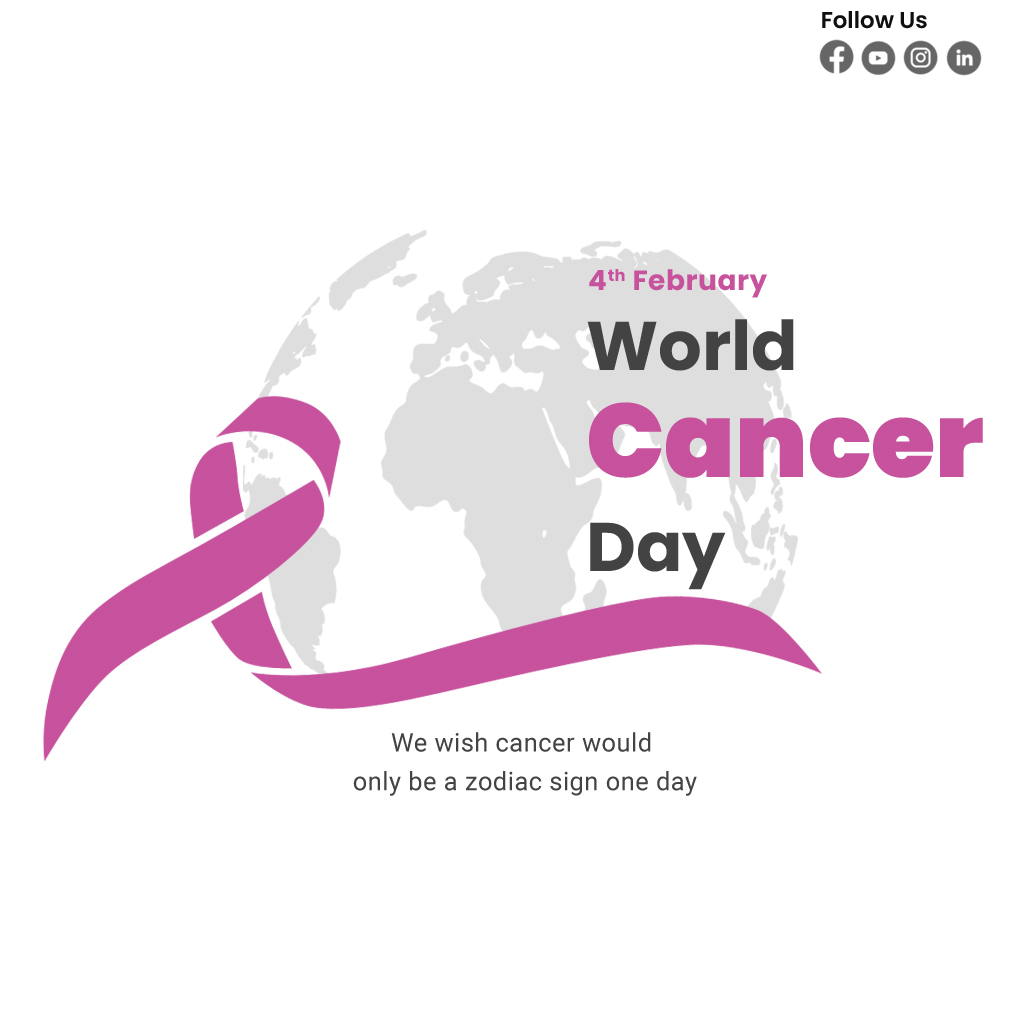 Follow Us
4th February
World
Cancer
Day
We wish cancer would
only be a zodiac sign one day